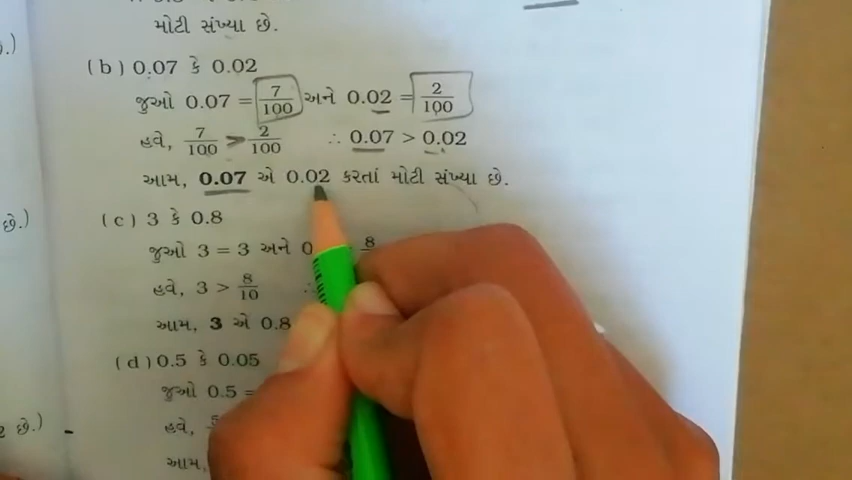 મોટી સંખ્યા છે.
(b) 0.07 કે 0.02
જુઓ 0.07 = 7/100 અને 0.02 = 2/100
હવે, 7/100 > 2/100 ∴ 0.07 > 0.02
આમ, 0.07 એ 0.02 કરતાં મોટી સંખ્યા છે.
છે.)
(c) 3 કે 0.8
જુઓ 3 = 3 અને 0 8
હવે, 3 > 8/10
આમ, 3 એ 0.8
(d) 0.5 કે 0.05
જુઓ 0.5 =
છે.)
હવે, 5
આમ,